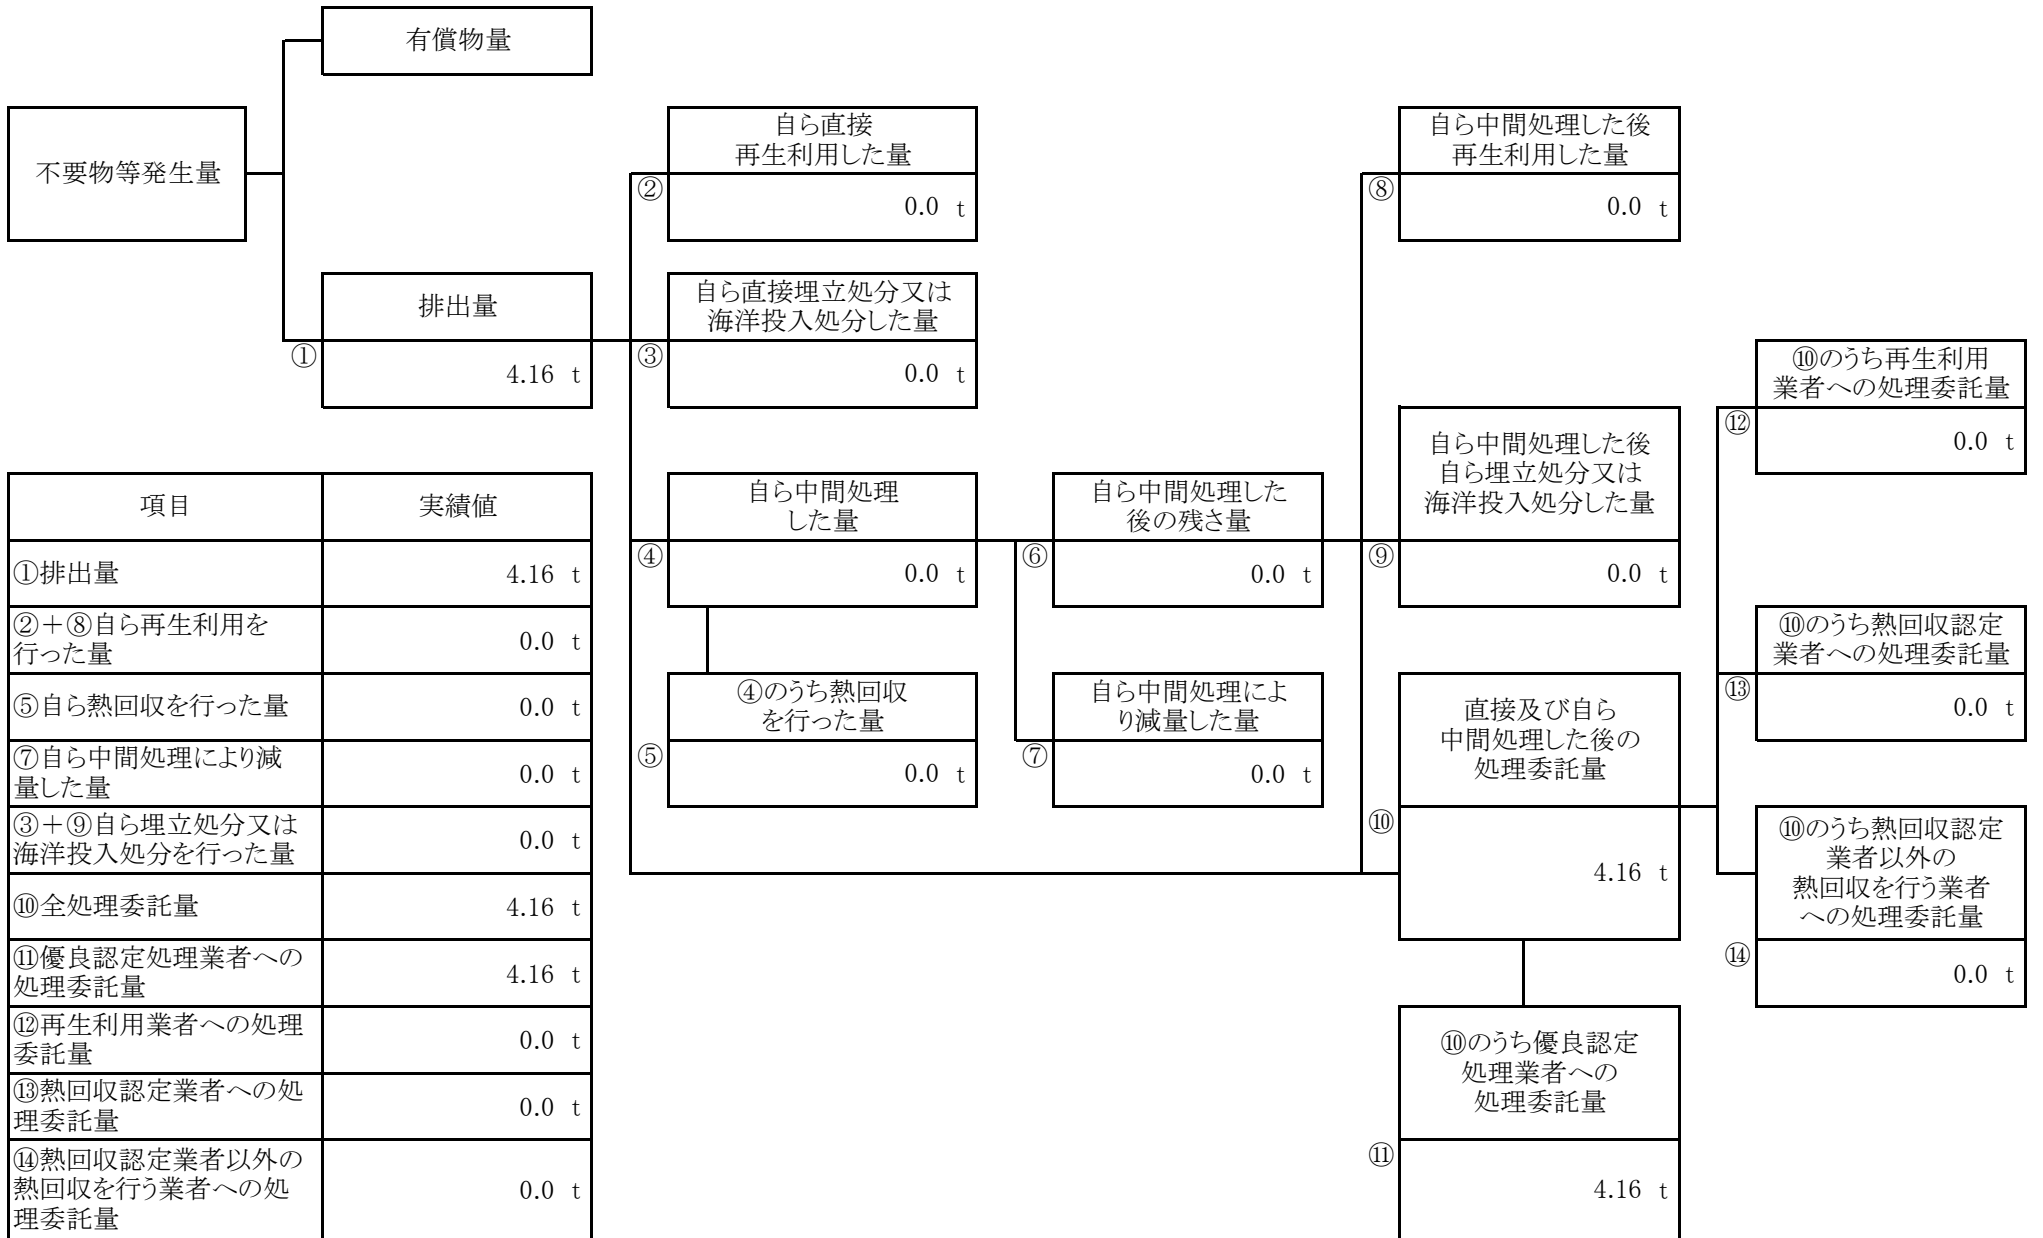 有償物量
不要物等発生量
自ら直接
再生利用した量
②
0.0 t
自ら中間処理した後
再生利用した量
⑧
0.0 t
排出量
①
4.16 t
自ら直接埋立処分又は
海洋投入処分した量
③
0.0 t
⑩のうち再生利用
業者への処理委託量
⑫
0.0 t
自ら中間処理
した量
④
0.0 t
自ら中間処理した
後の残さ量
⑥
0.0 t
自ら中間処理した後
自ら埋立処分又は
海洋投入処分した量
⑨
0.0 t
⑩のうち熱回収認定
業者への処理委託量
⑬
0.0 t
④のうち熱回収
を行った量
⑤
0.0 t
自ら中間処理によ
り減量した量
⑦
0.0 t
直接及び自ら
中間処理した後の
処理委託量
⑩
4.16 t
⑩のうち熱回収認定
業者以外の
熱回収を行う業者
への処理委託量
⑭
0.0 t
⑩のうち優良認定
処理業者への
処理委託量
⑪
4.16 t
項目 実績値
①排出量 4.16 t
②＋⑧自ら再生利用を
行った量 0.0 t
⑤自ら熱回収を行った量 0.0 t
⑦自ら中間処理により減
量した量 0.0 t
③＋⑨自ら埋立処分又は
海洋投入処分を行った量 0.0 t
⑩全処理委託量 4.16 t
⑪優良認定処理業者への
処理委託量 4.16 t
⑫再生利用業者への処理
委託量 0.0 t
⑬熱回収認定業者への処
理委託量 0.0 t
⑭熱回収認定業者以外の
熱回収を行う業者への処
理委託量 0.0 t